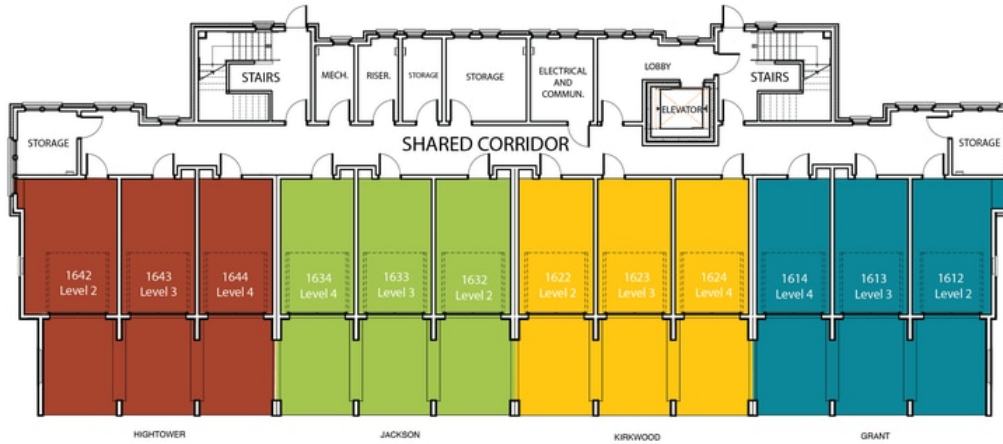 STAIRS
MECH.
RISER.
STORAGE
STORAGE
ELECTRICAL
AND
COMMUN.
LOBBY
ELEVATOR
STAIRS
STORAGE
SHARED CORRIDOR
STORAGE
1642
Level 2
1643
Level 3
1644
Level 4
1634
Level 4
1633
Level 3
1632
Level 2
1622
Level 2
1623
Level 3
1624
Level 4
1614
Level 4
1613
Level 3
1612
Level 2
HIGHTOWER
JACKSON
KIRKWOOD
GRANT